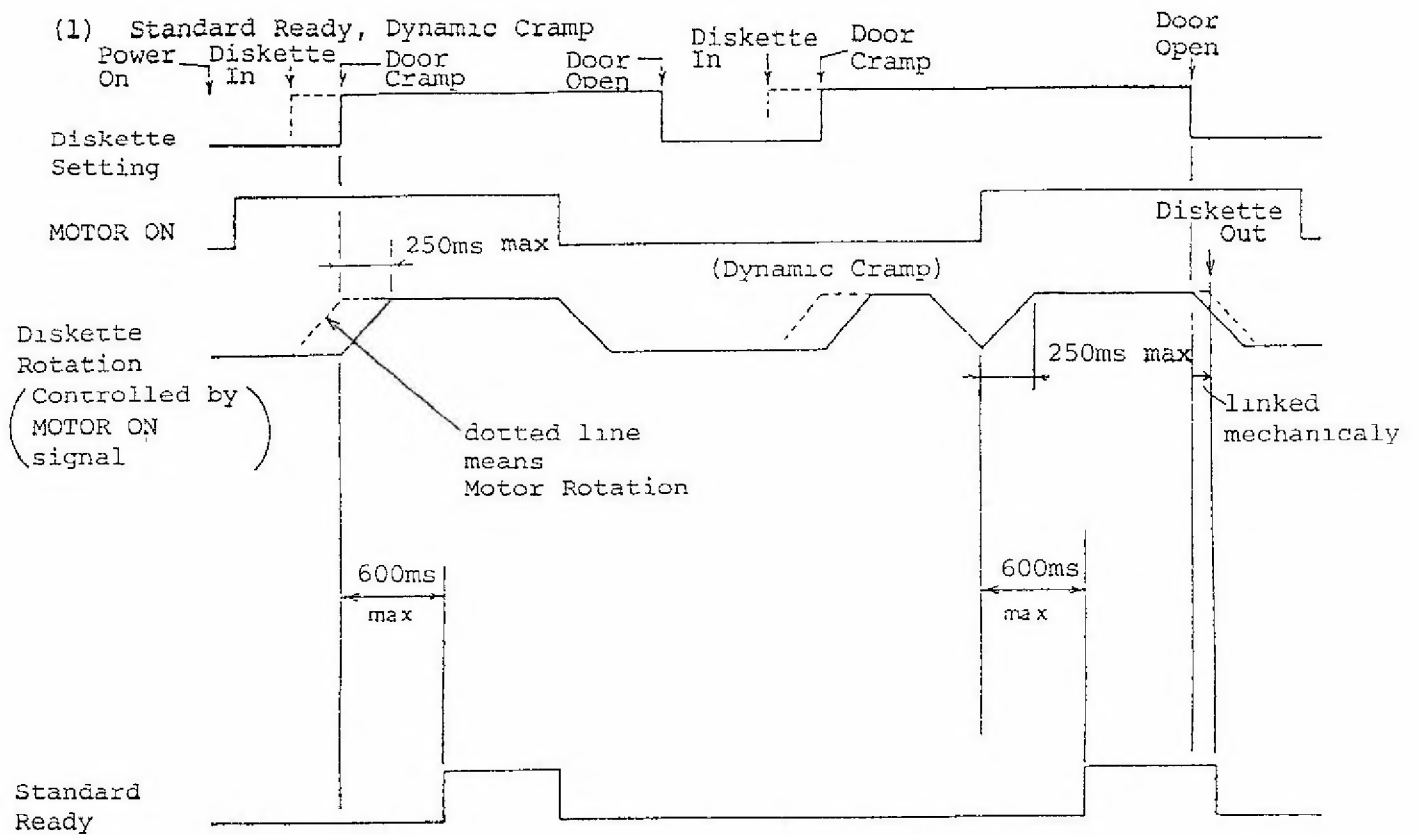 (1) Standard Ready, Dynamic Cramp
Power On
Diskette In
Door Cramp
Door Open
Diskette In
Door Cramp
Door Open
Diskette Setting
MOTOR ON
250ms max
(Dynamic Cramp)
Diskette Out
Diskette Rotation
(Controlled by MOTOR ON signal)
dotted line
means
Motor Rotation
250ms max
linked
mechanicaly
600ms
max
600ms
max
Standard
Ready